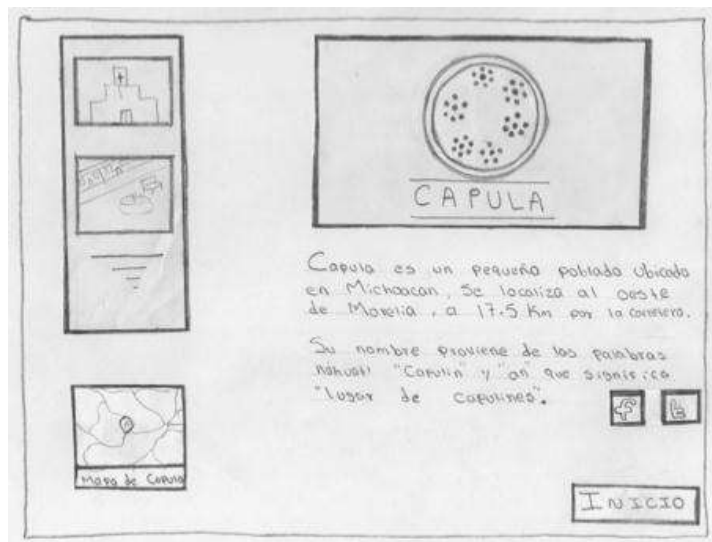 CAPULA
Capula es un pequeño poblado ubicado
en Michoacan, Se localiza al oeste
de Morelia, a 17.5 Km por la carretera.
Su nombre proviene de las palabras
nahuatl "Capulin" y "an" que significa
"lugar de capulines".
f t
Mapa de Capula
INICIO